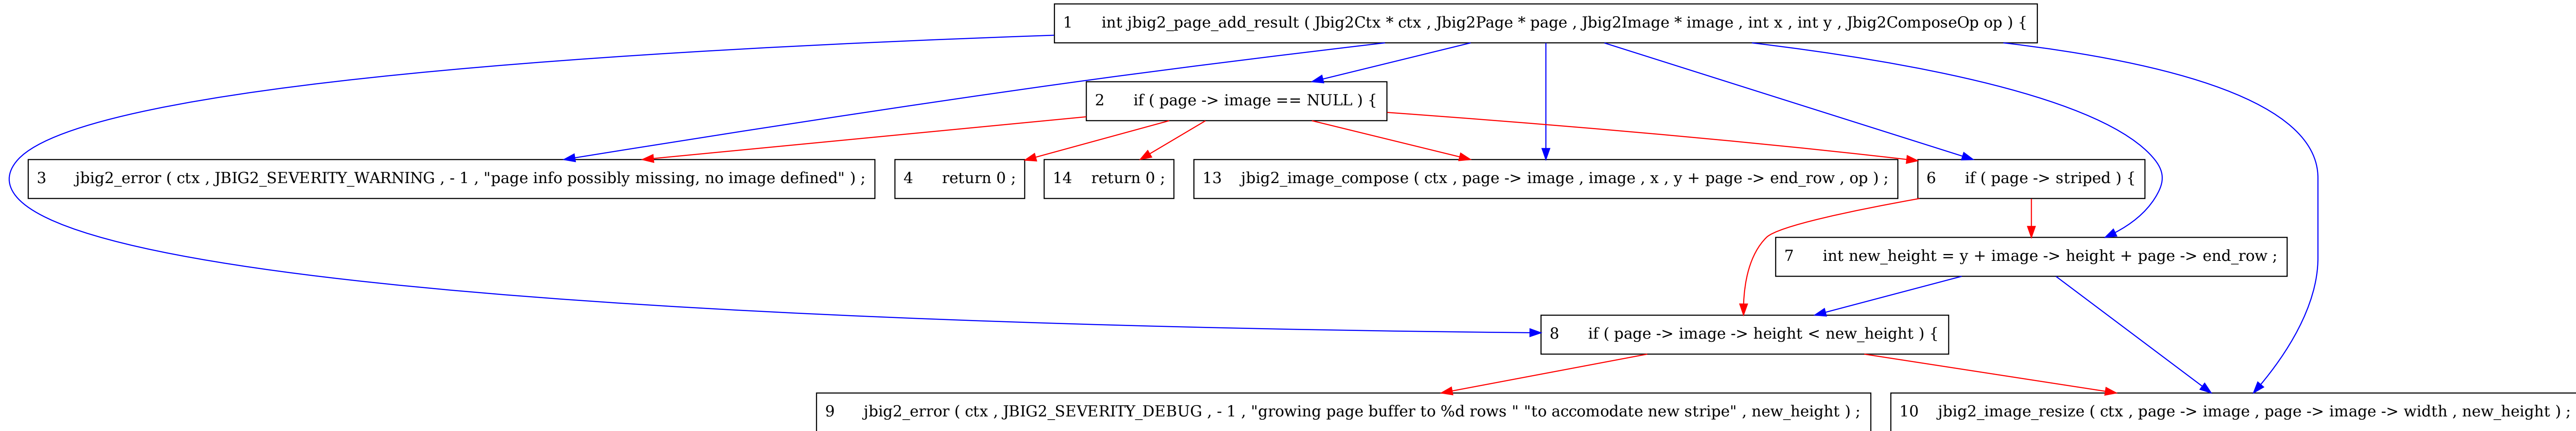 1 int jbig2_page_add_result ( Jbig2Ctx * ctx , Jbig2Page * page , Jbig2Image * image , int x , int y , Jbig2ComposeOp op ) {
2 if ( page -> image == NULL ) {
3 jbig2_error ( ctx , JBIG2_SEVERITY_WARNING , - 1 , "page info possibly missing, no image defined" ) ;
4 return 0 ;
14 return 0 ;
13 jbig2_image_compose ( ctx , page -> image , image , x , y + page -> end_row , op ) ;
6 if ( page -> striped ) {
7 int new_height = y + image -> height + page -> end_row ;
8 if ( page -> image -> height < new_height ) {
9 jbig2_error ( ctx , JBIG2_SEVERITY_DEBUG , - 1 , "growing page buffer to %d rows " "to accomodate new stripe" , new_height ) ;
10 jbig2_image_resize ( ctx , page -> image , page -> image -> width , new_height ) ;